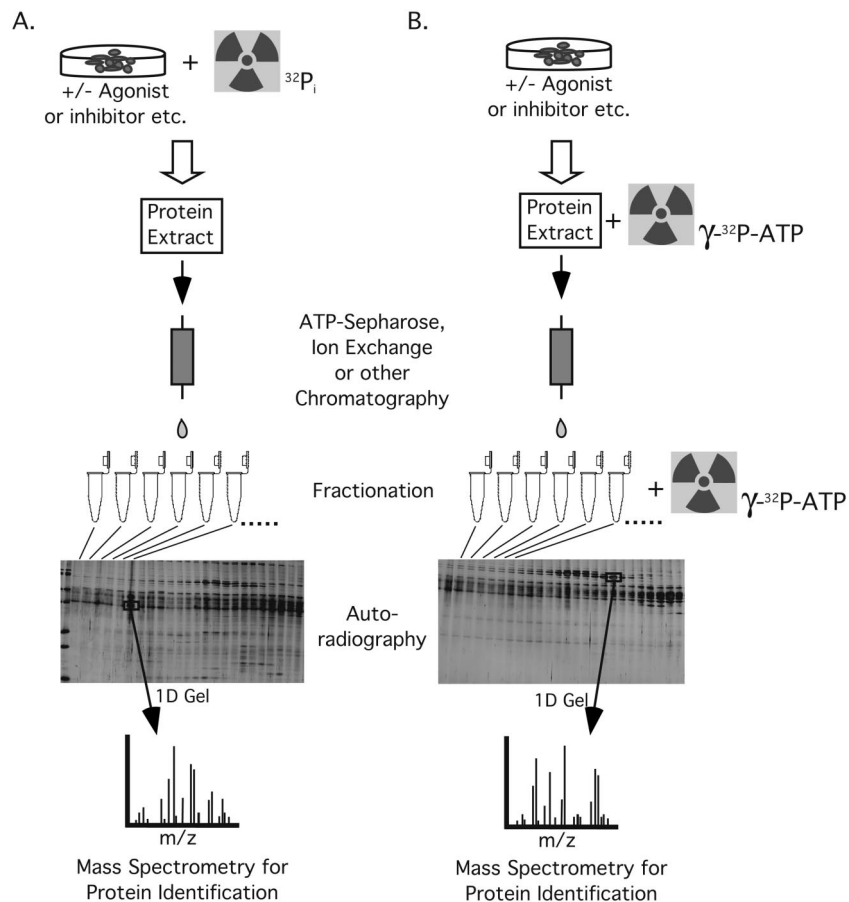 A.
+
³²Pᵢ
+/- Agonist
or inhibitor etc.
Protein
Extract
B.
+/- Agonist
or inhibitor etc.
Protein
Extract
+
γ-³²P-ATP
ATP-Sepharose,
Ion Exchange
or other
Chromatography
Fractionation
.....
.....
+
γ-³²P-ATP
Auto-
radiography
1D Gel
1D Gel
m/z
m/z
Mass Spectrometry for
Protein Identification
Mass Spectrometry for
Protein Identification